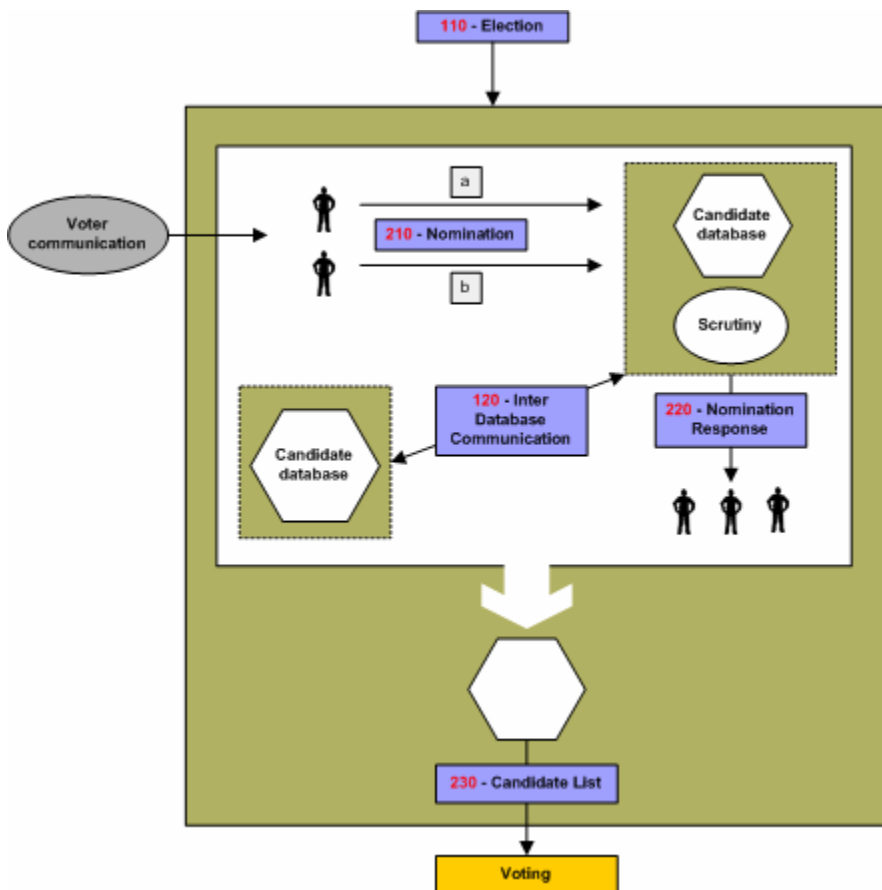 110 - Election
a
Voter
communication
210 - Nomination
b
Candidate
database
Scrutiny
120 - Inter
Database
Communication
220 - Nomination
Response
Candidate
database
230 - Candidate List
Voting